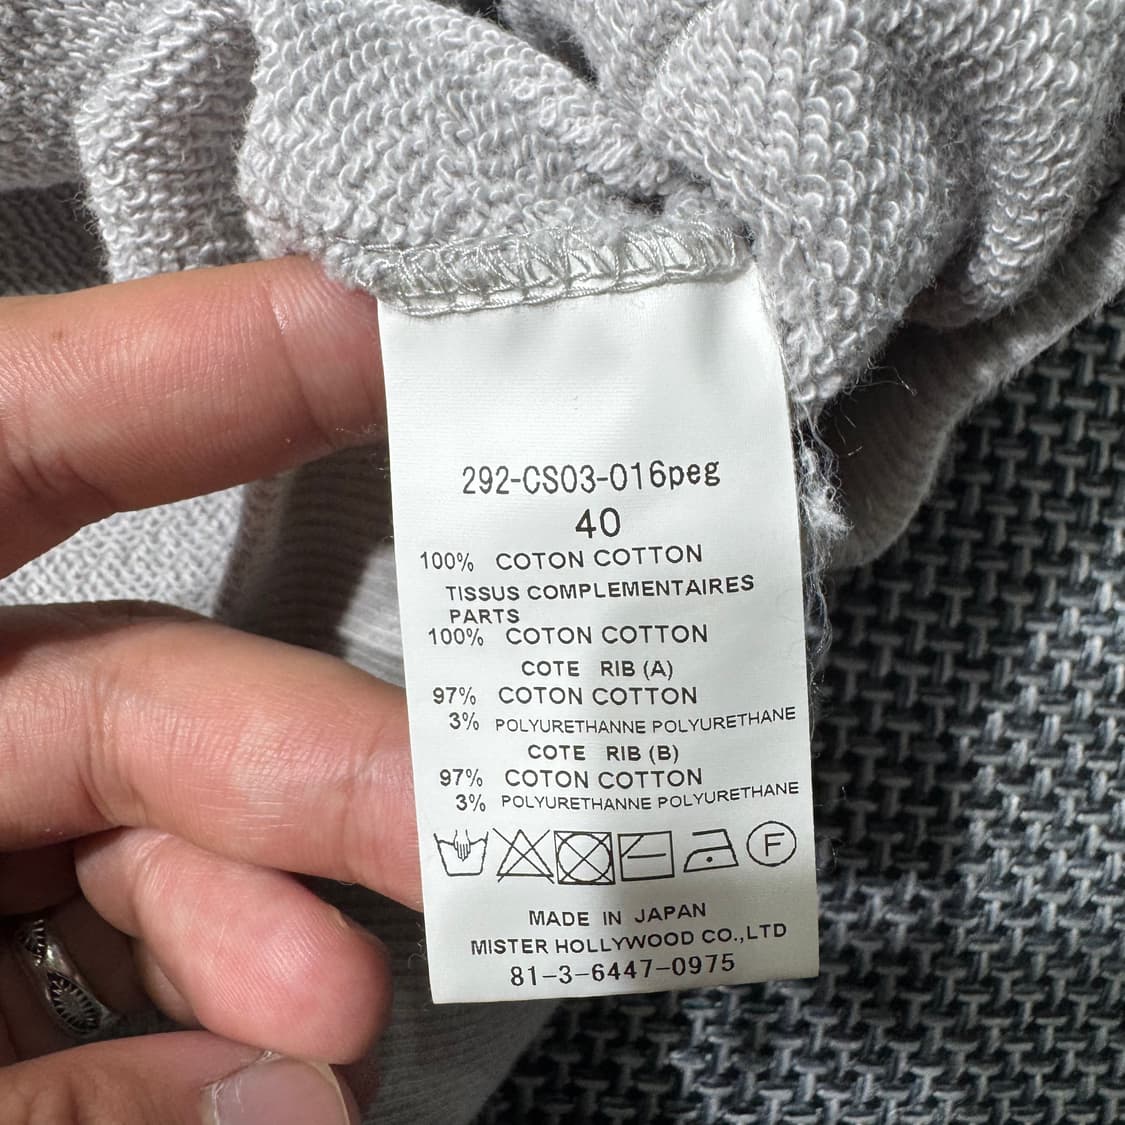 292-CS03-016peg
40
100% COTON COTTON
TISSUS COMPLEMENTAIRES
PARTS
100% COTON COTTON
COTE RIB (A)
97% COTON COTTON
3% POLYURETHANNE POLYURETHANE
COTE RIB (B)
97% COTON COTTON
3% POLYURETHANNE POLYURETHANE
F
MADE IN JAPAN
MISTER HOLLYWOOD CO.,LTD
81-3-6447-0975